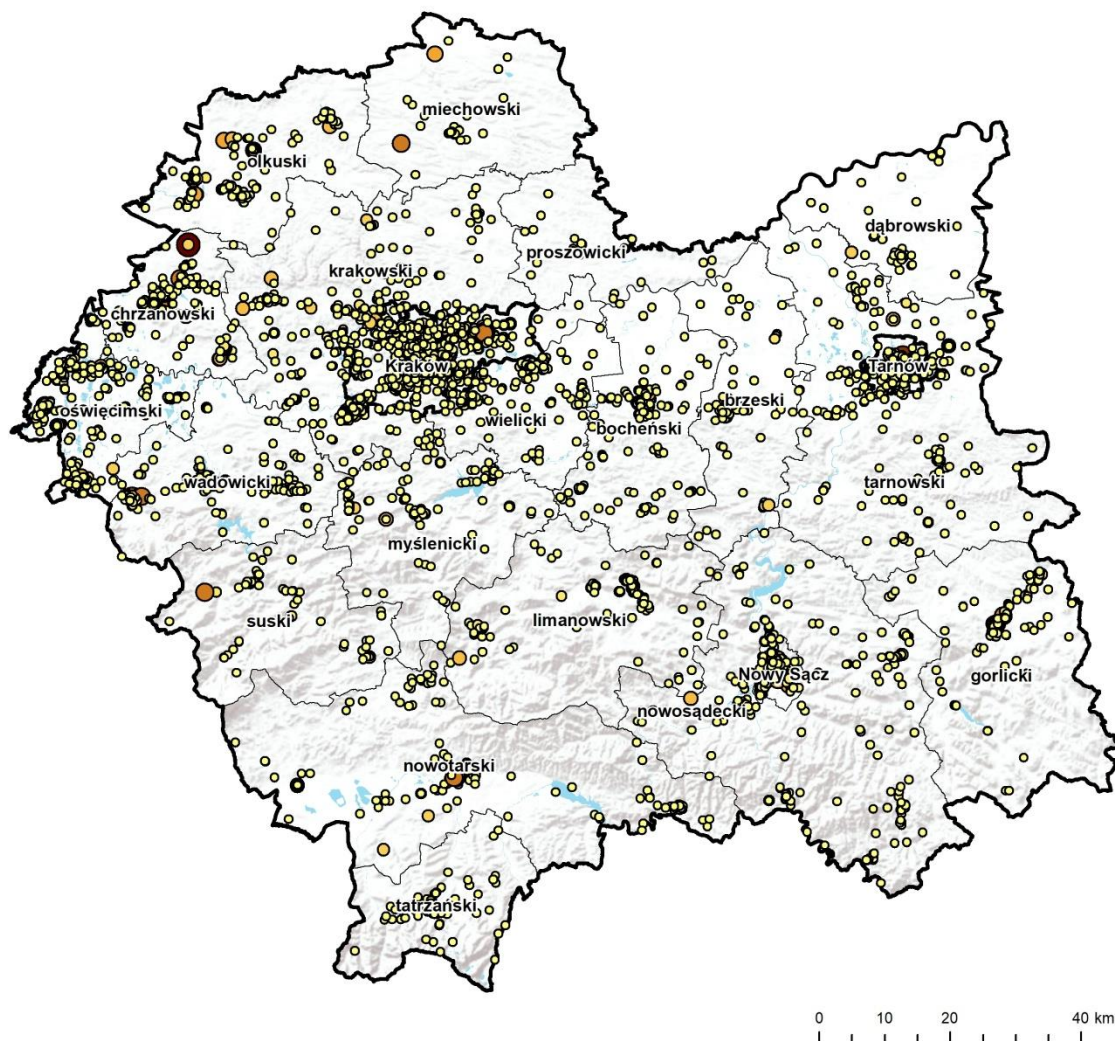 miechowski
olkuski
dąbrowski
proszowicki
krakowski
chrzanowski
Kraków
Tarnów
oświęcimski
wielicki
bocheński
brzeski
wadowicki
tarnowski
myślenicki
suski
limanowski
Nowy Sącz
gorlicki
nowosądecki
nowotarski
tatrzański
0 10 20 40 km